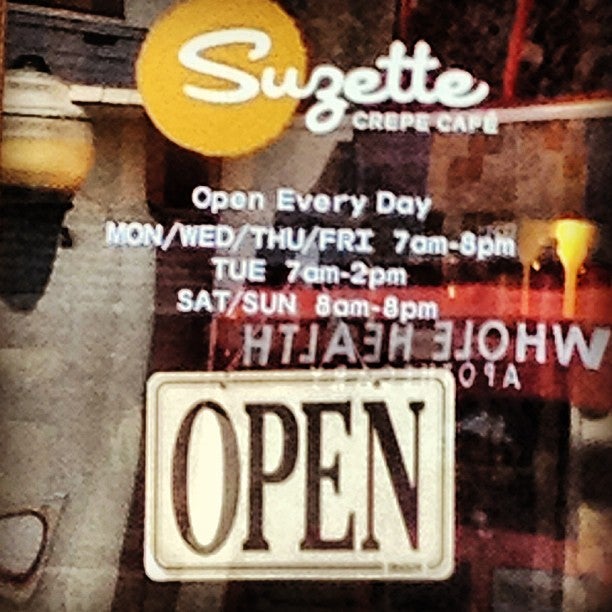 Suzette
CREPE CAFÉ
Open Every Day
MON/WED/THU/FRI 7am-8pm
TUE 7am-2pm
SAT/SUN 8am-8pm
WHOLE HEALTH
OPEN